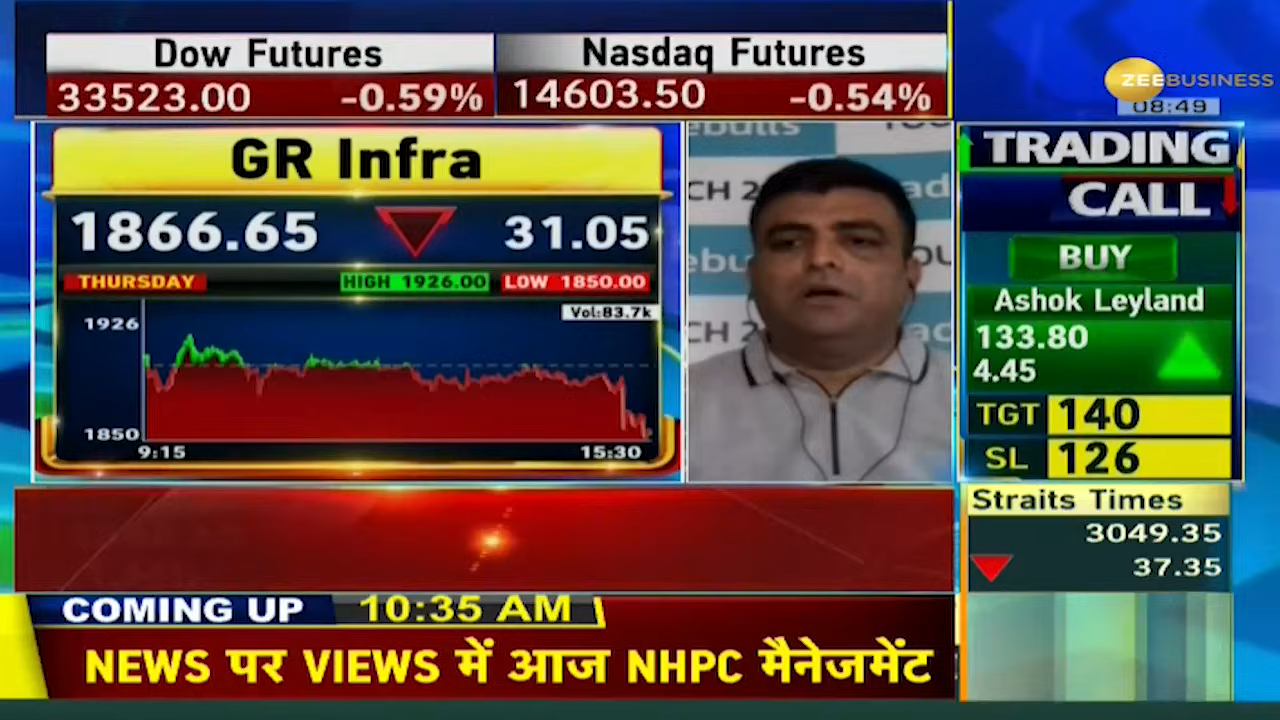 Dow Futures
33523.00 -0.59%
Nasdaq Futures
14603.50 -0.54%
ZEEBUSINESS
08:49
GR Infra
1866.65 31.05
THURSDAY HIGH 1926.00 LOW 1850.00
Vol:83.7k
1926
1850
9:15 15:30
TRADING
CALL
BUY
Ashok Leyland
133.80
4.45
TGT 140
SL 126
Straits Times
3049.35
37.35
COMING UP 10:35 AM
NEWS पर VIEWS में आज NHPC मैनेजमेंट